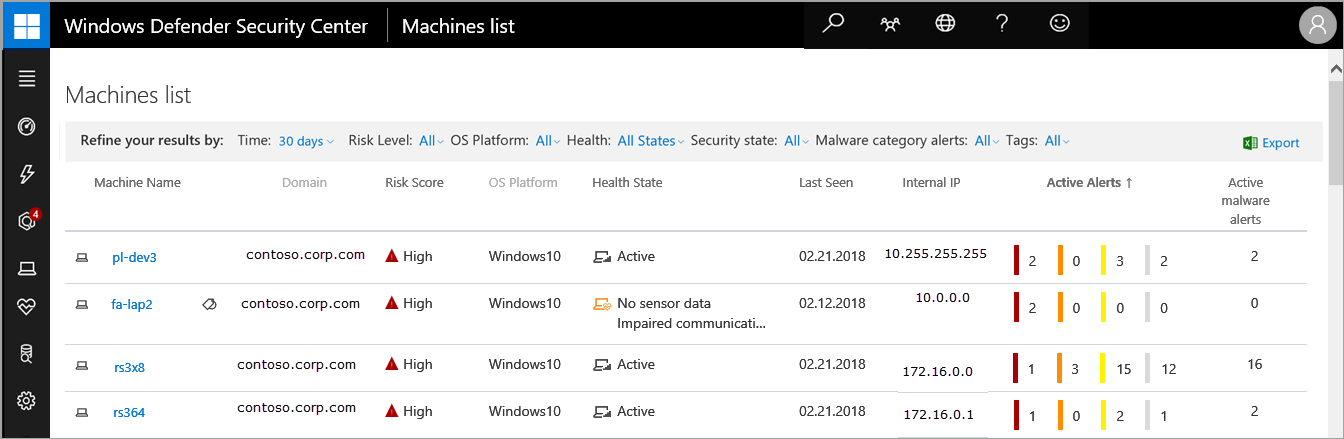 Windows Defender Security Center Machines list ?
Machines list
Refine your results by: Time: 30 days Risk Level: All OS Platform: All Health: All States Security state: All Malware category alerts: All Tags: All Export
Machine Name Domain Risk Score OS Platform Health State Last Seen Internal IP Active Alerts ↑ Active
malware
alerts
4
pl-dev3 contoso.corp.com High Windows10 Active 02.21.2018 10.255.255.255 2 0 3 2 2
fa-lap2 contoso.corp.com High Windows10 No sensor data 02.12.2018 10.0.0.0 2 0 0 0 0
Impaired communicati...
rs3x8 contoso.corp.com High Windows10 Active 02.21.2018 172.16.0.0 1 3 15 12 16
rs364 contoso.corp.com High Windows10 Active 02.21.2018 172.16.0.1 1 0 2 1 2